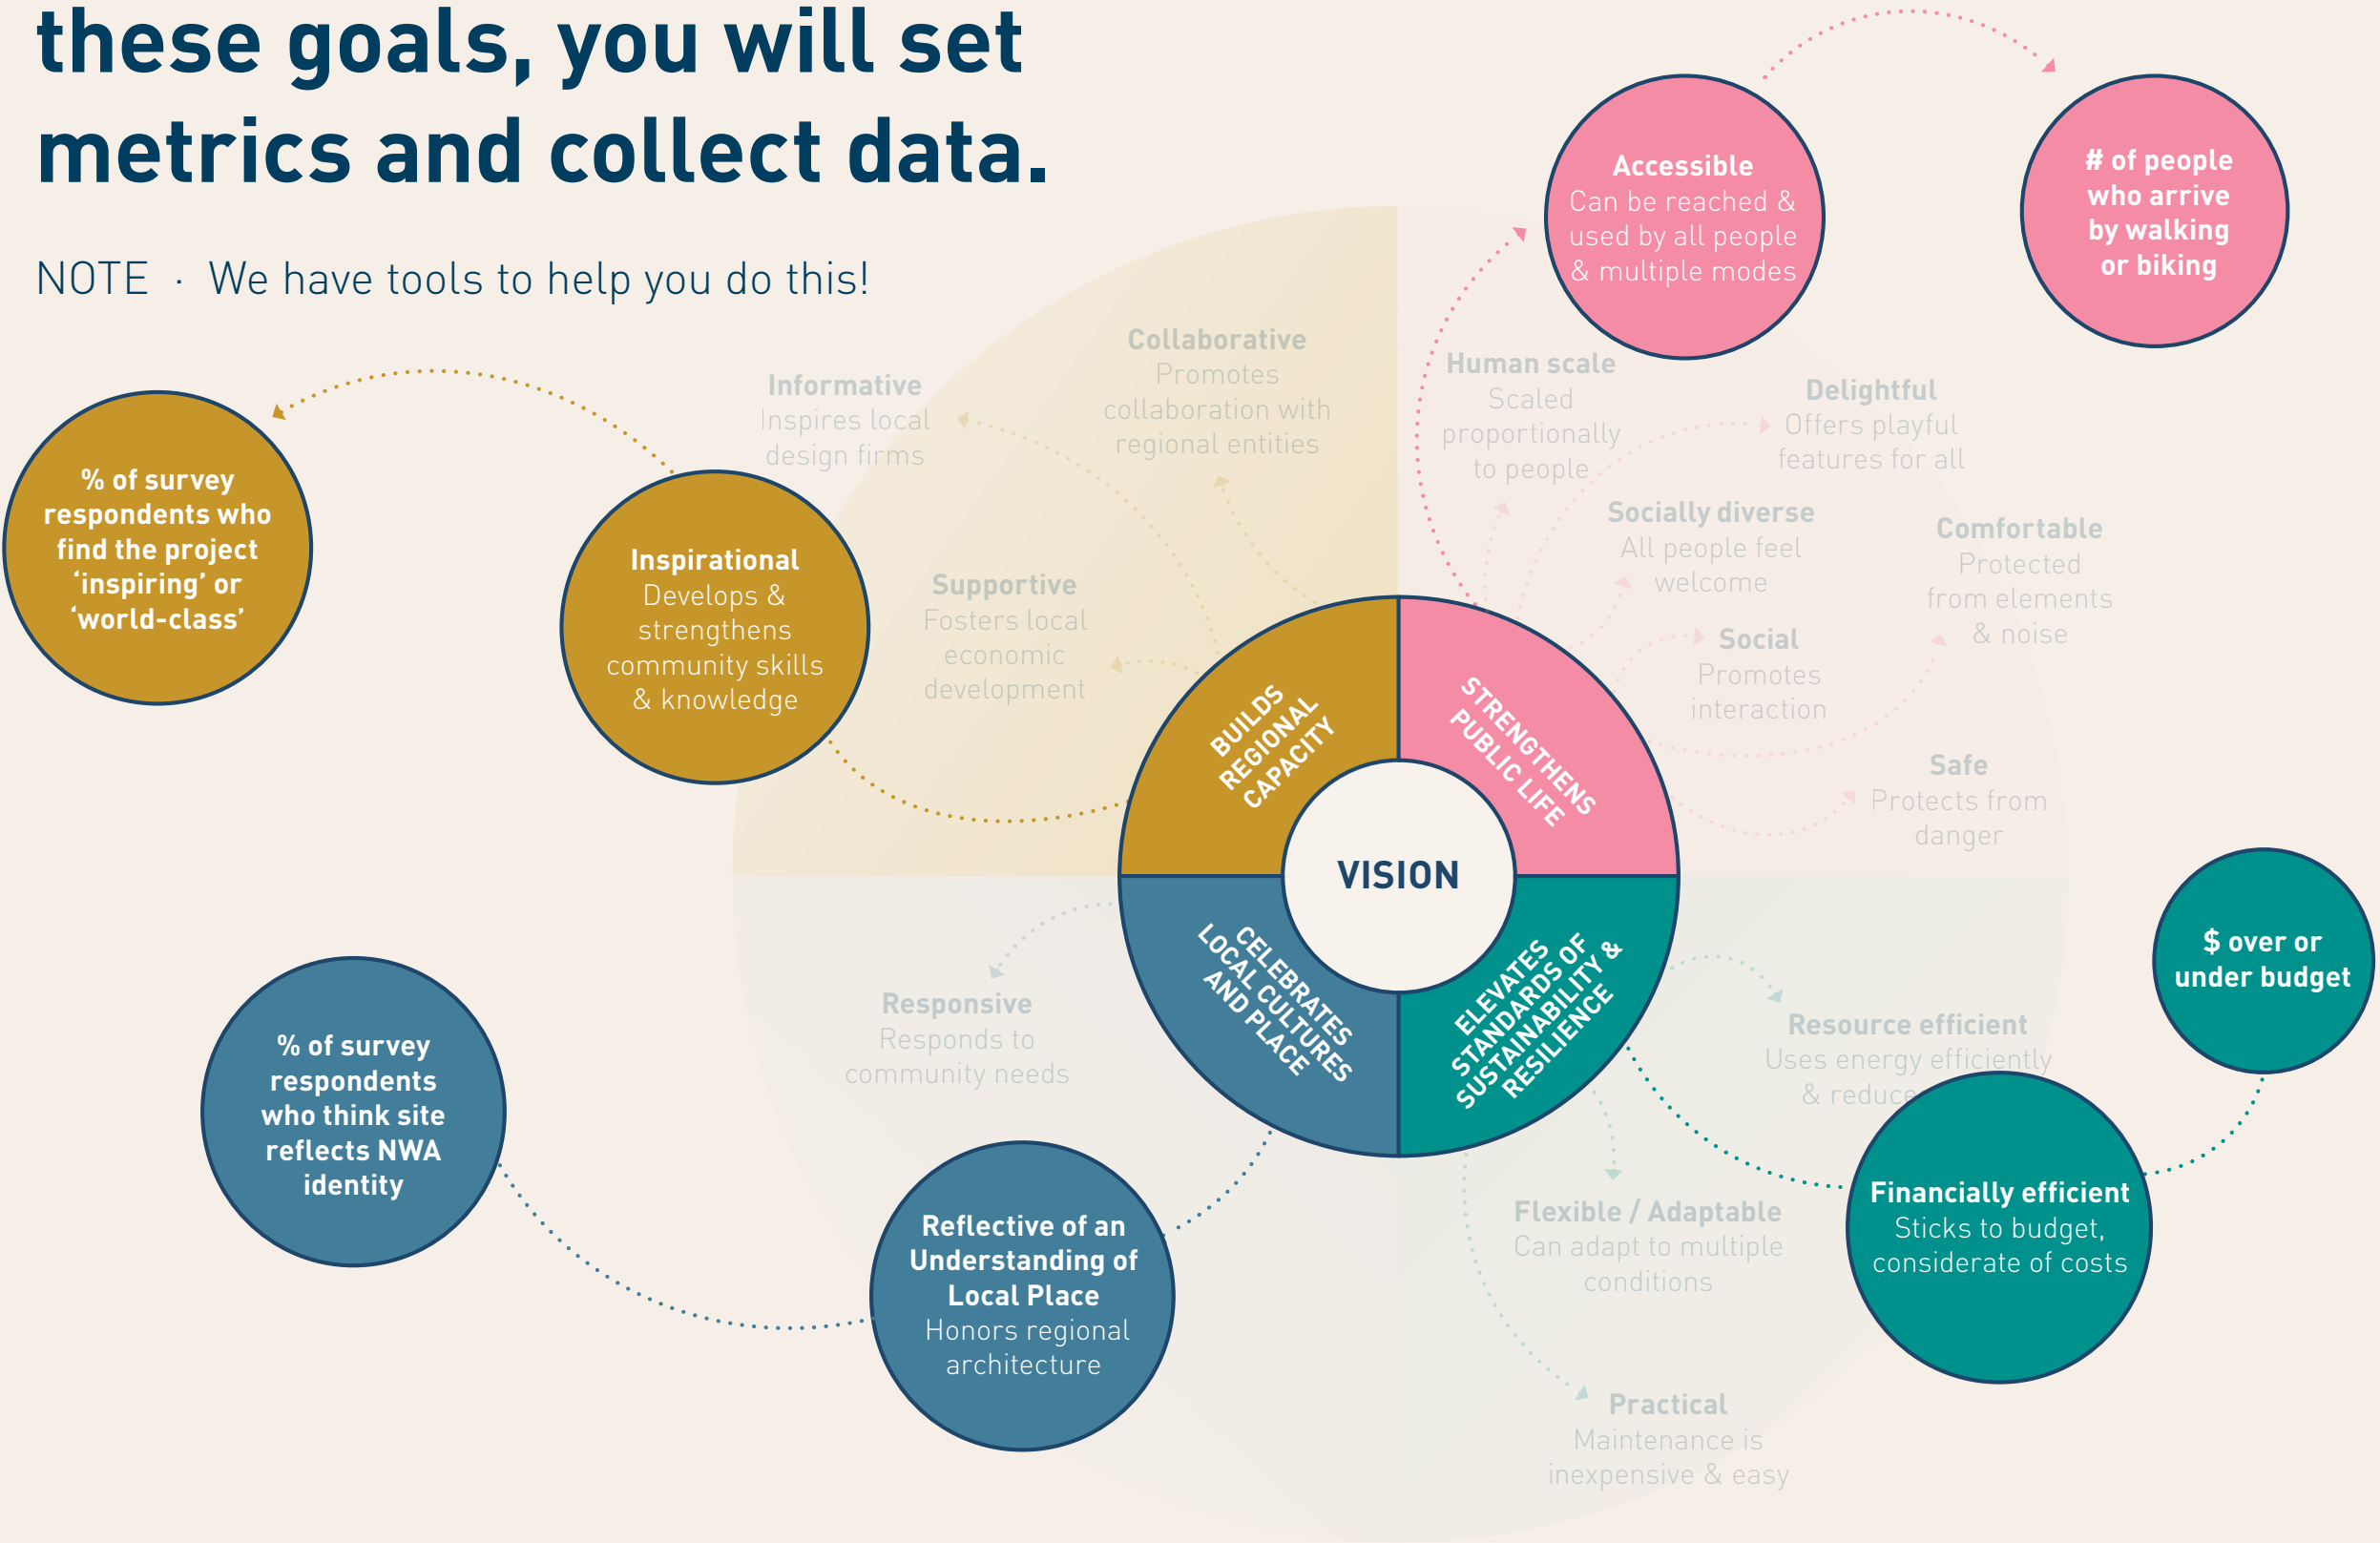 these goals, you will set
metrics and collect data.
NOTE · We have tools to help you do this!
Accessible
Can be reached &
used by all people
& multiple modes
# of people
who arrive
by walking
or biking
% of survey
respondents who
find the project
‘inspiring’ or
‘world-class’
Inspirational
Develops &
strengthens
community skills
& knowledge
Informative
Inspires local
design firms
Collaborative
Promotes
collaboration with
regional entities
Supportive
Fosters local
economic
development
Human scale
Scaled
proportionally
to people
Delightful
Offers playful
features for all
Socially diverse
All people feel
welcome
Comfortable
Protected
from elements
& noise
Social
Promotes
interaction
Safe
Protects from
danger
BUILDS
REGIONAL
CAPACITY
STRENGTHENS
PUBLIC LIFE
VISION
CELEBRATES
LOCAL CULTURES
AND PLACE
ELEVATES
STANDARDS OF
SUSTAINABILITY &
RESILIENCE
Responsive
Responds to
community needs
% of survey
respondents
who think site
reflects NWA
identity
Reflective of an
Understanding of
Local Place
Honors regional
architecture
Resource efficient
Uses energy efficiently
& reduce
$ over or
under budget
Financially efficient
Sticks to budget,
considerate of costs
Flexible / Adaptable
Can adapt to multiple
conditions
Practical
Maintenance is
inexpensive & easy